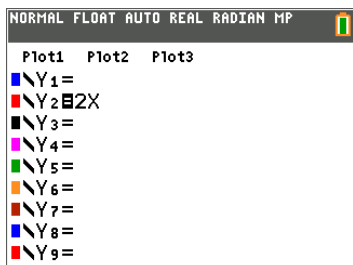 NORMAL FLOAT AUTO REAL RADIAN MP
Plot1 Plot2 Plot3
\Y1=
\Y2=2X
\Y3=
\Y4=
\Y5=
\Y6=
\Y7=
\Y8=
\Y9=